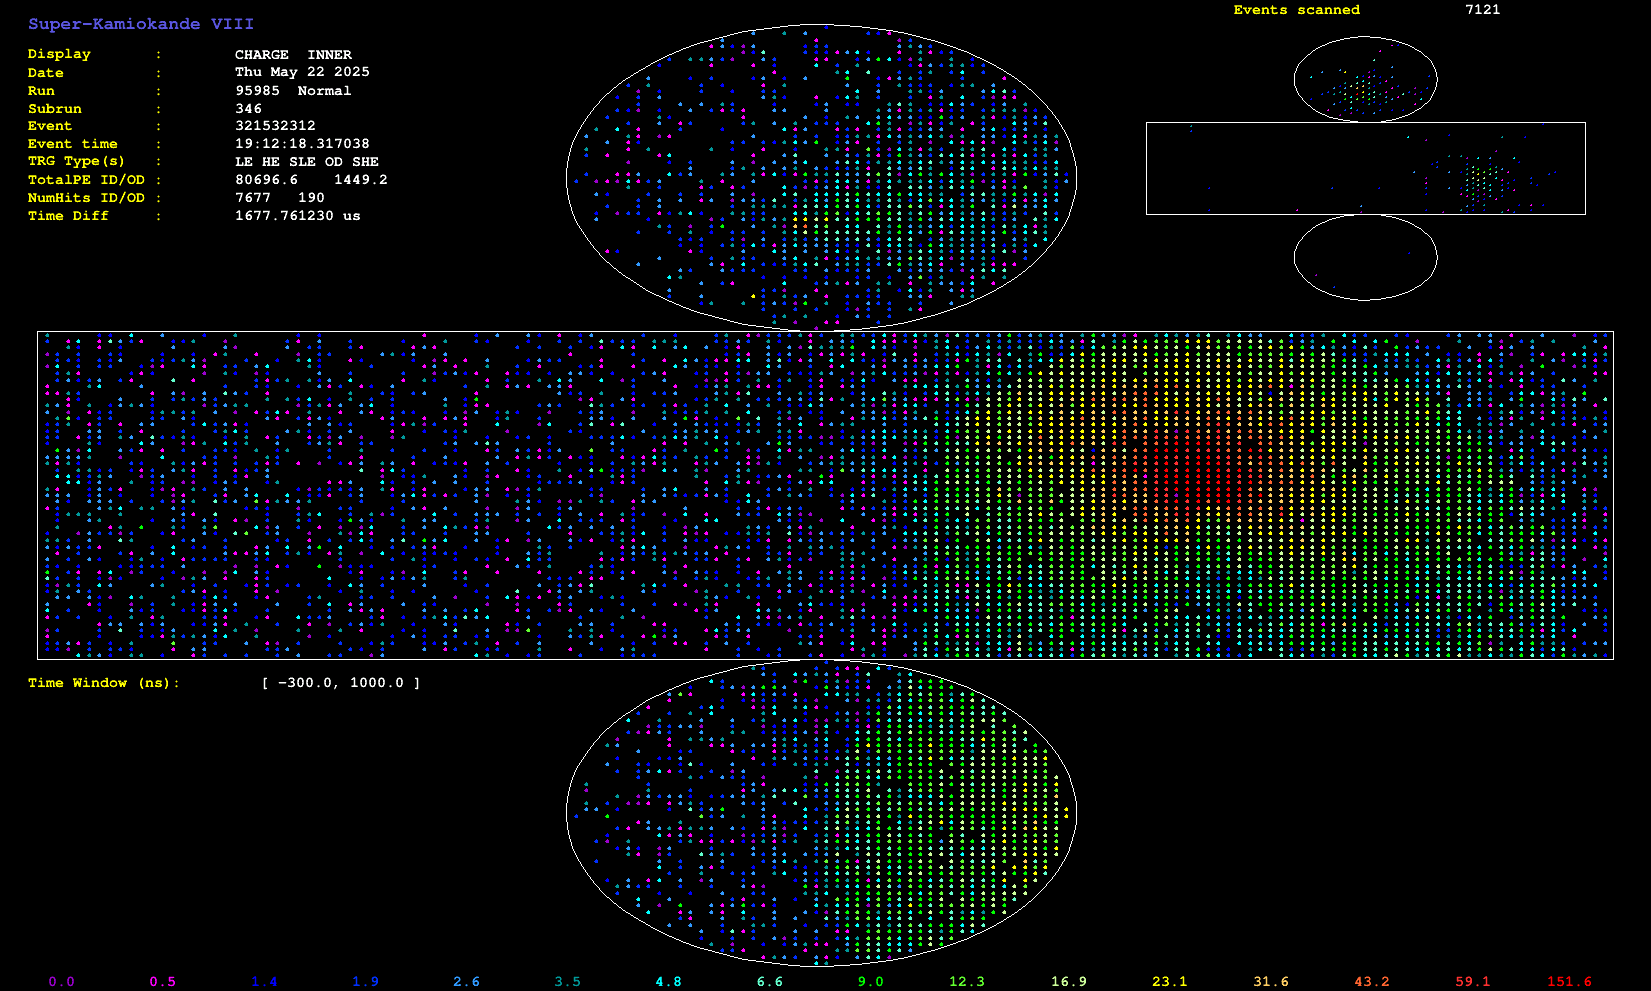 Super-Kamiokande VIII
Events scanned 7121
Display : CHARGE INNER
Date : Thu May 22 2025
Run : 95985 Normal
Subrun : 346
Event : 321532312
Event time : 19:12:18.317038
TRG Type(s) : LE HE SLE OD SHE
TotalPE ID/OD : 80696.6 1449.2
NumHits ID/OD : 7677 190
Time Diff : 1677.761230 us
Time Window (ns): [ -300.0, 1000.0 ]
0.0 0.5 1.4 1.9 2.6 3.5 4.8 6.6 9.0 12.3 16.9 23.1 31.6 43.2 59.1 151.6